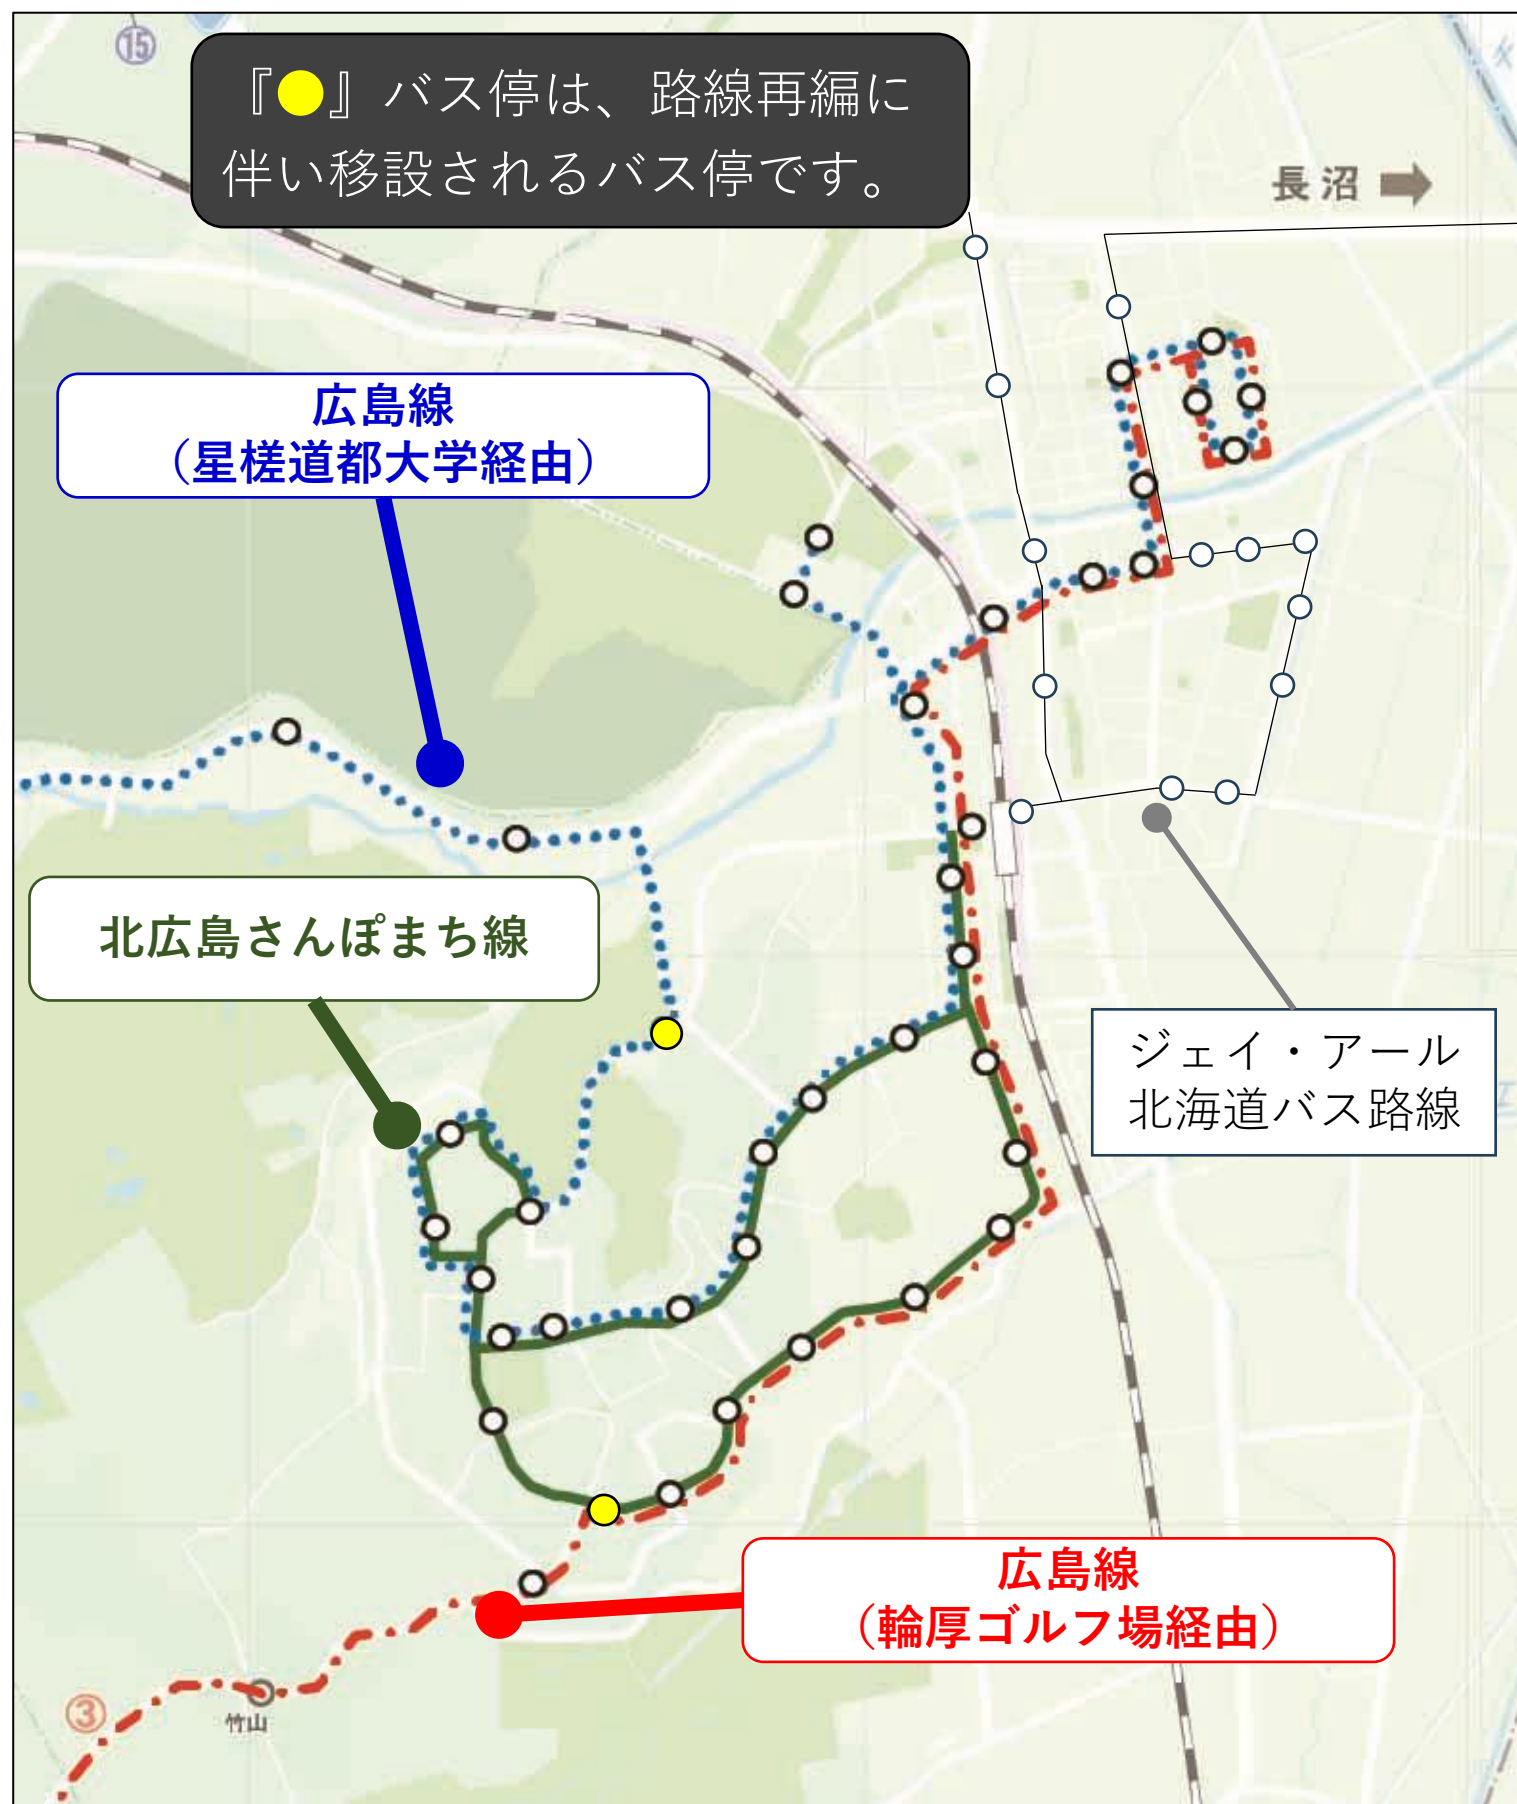 ⑮
『●』バス停は、路線再編に
伴い移設されるバス停です。
長沼
広島線
（星槎道都大学経由）
北広島さんぽまち線
ジェイ・アール
北海道バス路線
広島線
（輪厚ゴルフ場経由）
③
竹山